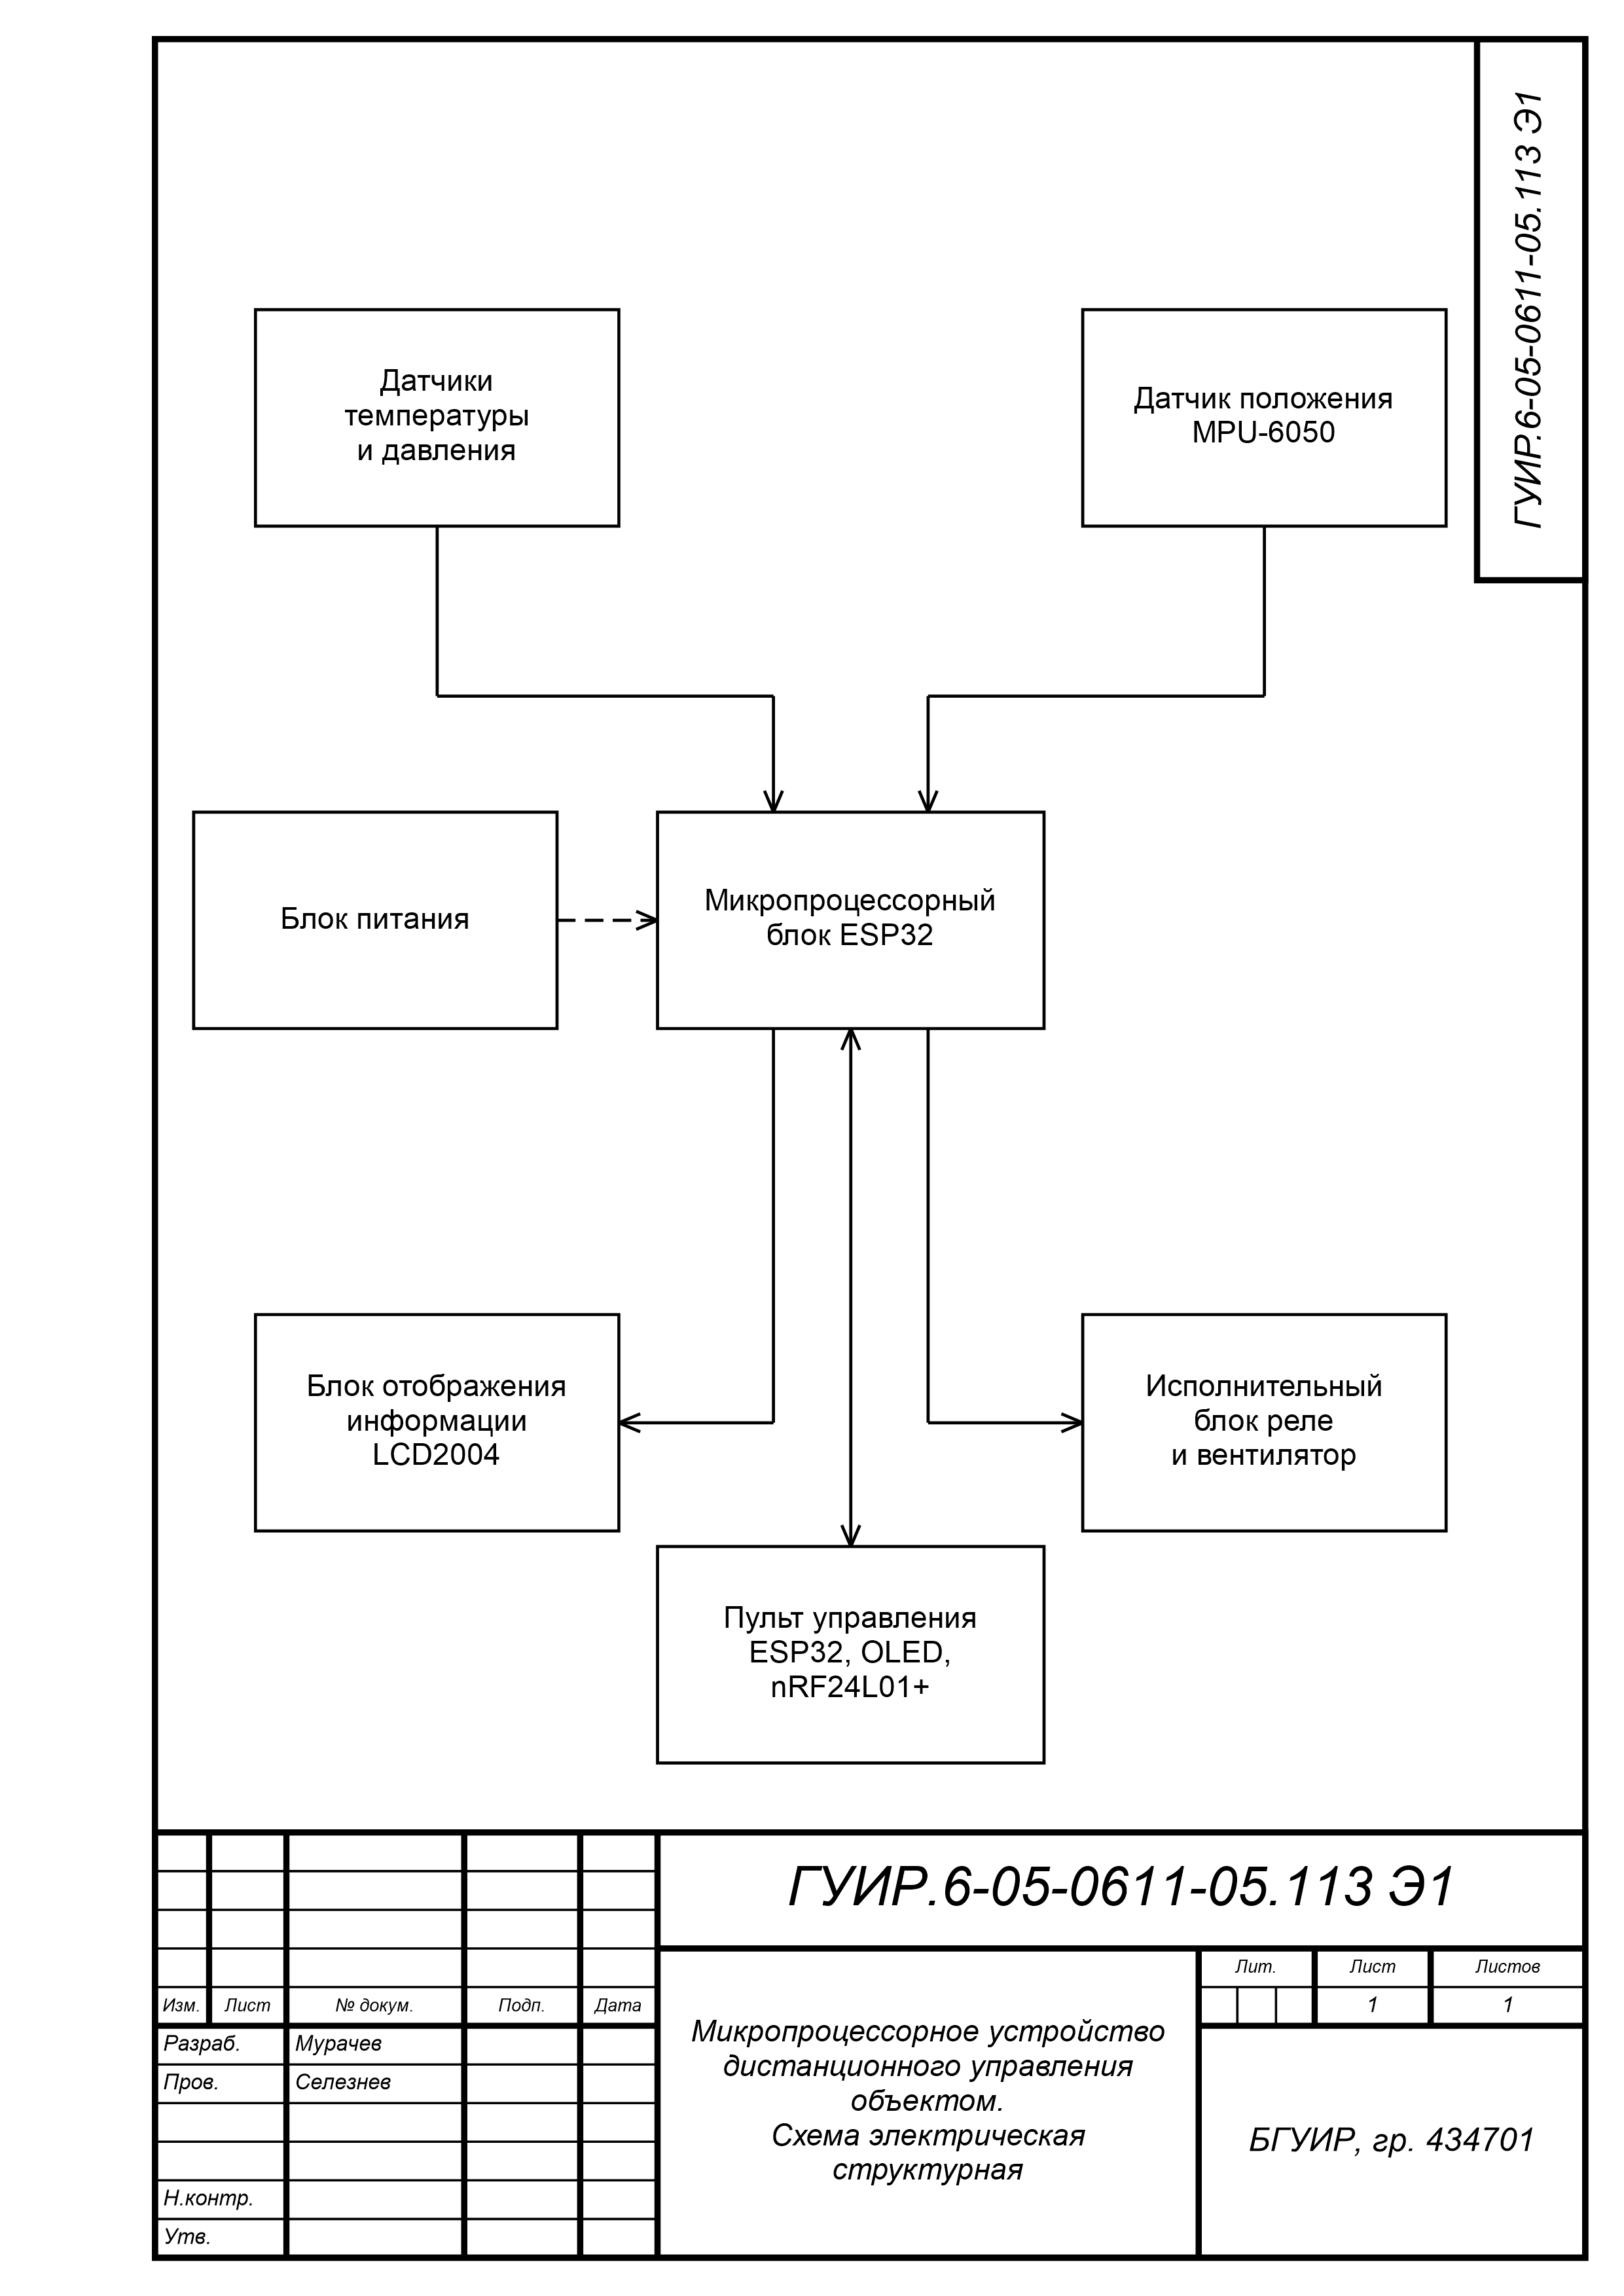 ГУИР.6-05-0611-05.113 Э1
Датчики
температуры
и давления
Датчик положения
MPU-6050
Блок питания
Микропроцессорный
блок ESP32
Блок отображения
информации
LCD2004
Исполнительный
блок реле
и вентилятор
Пульт управления
ESP32, OLED,
nRF24L01+
ГУИР.6-05-0611-05.113 Э1
Изм. Лист № докум. Подп. Дата
Разраб. Мурачев
Пров. Селезнев
Н.контр.
Утв.
Микропроцессорное устройство
дистанционного управления
объектом.
Схема электрическая
структурная
Лит. Лист Листов
1 1
БГУИР, гр. 434701